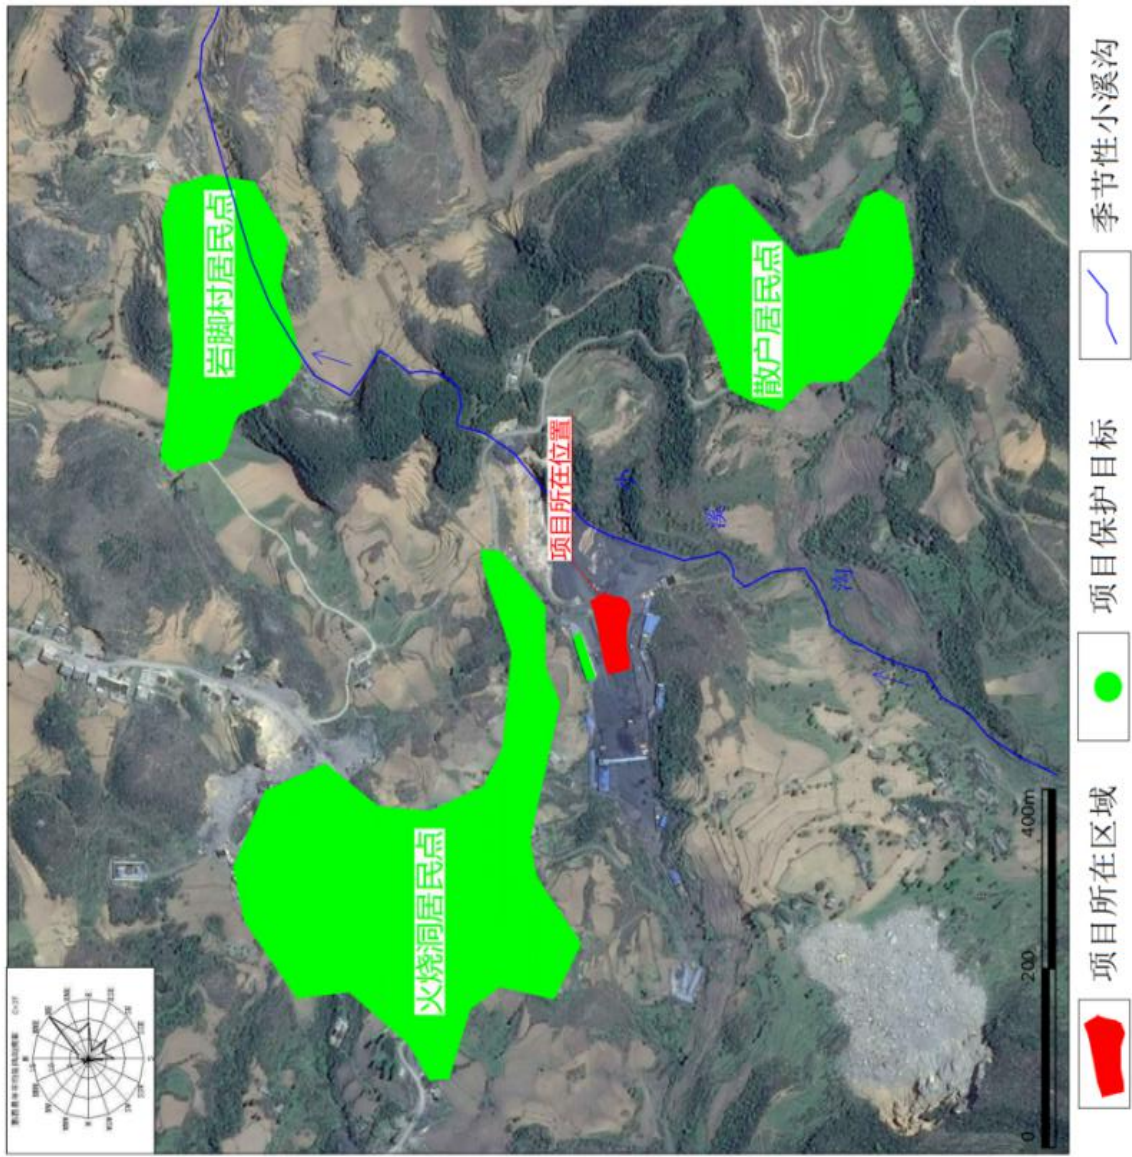 岩脚村居民点
散户居民点
火烧洞居民点
项目所在位置
小
溪
沟
0
200
400m
项目所在区域
项目保护目标
季节性小溪沟